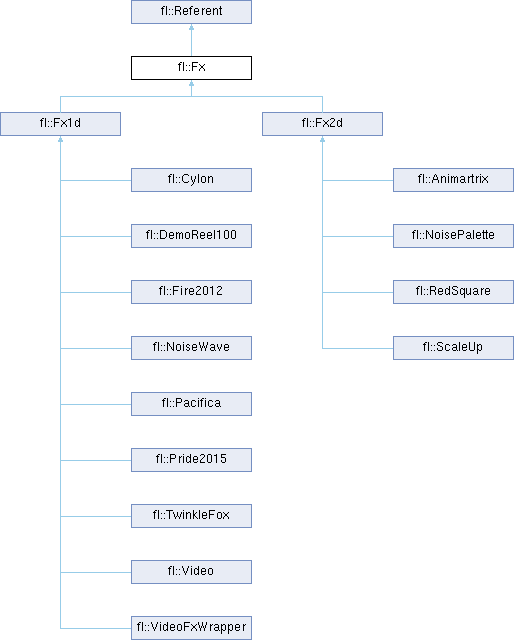 fl::Referent
fl::Fx
fl::Fx1d
fl::Fx2d
fl::Cylon
fl::Animartrix
fl::DemoReel100
fl::NoisePalette
fl::Fire2012
fl::RedSquare
fl::NoiseWave
fl::ScaleUp
fl::Pacifica
fl::Pride2015
fl::TwinkleFox
fl::Video
fl::VideoFxWrapper